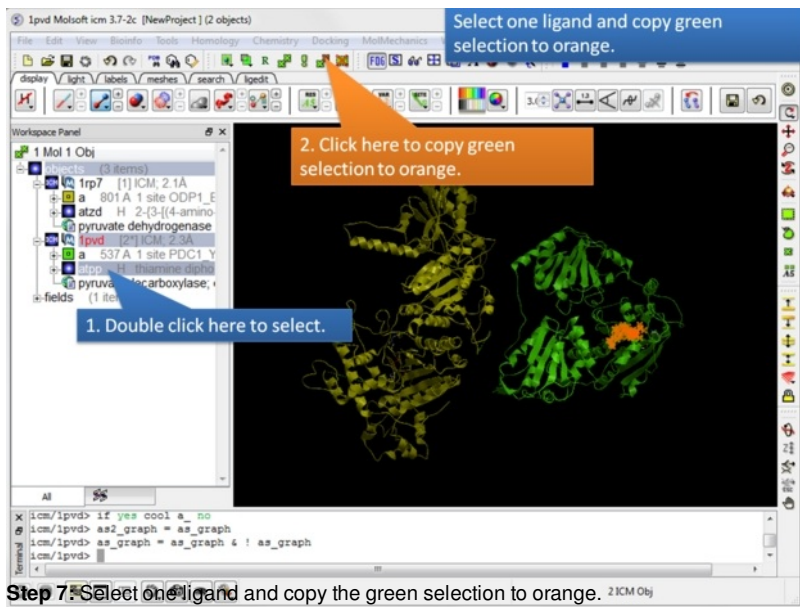 1pvd Molsoft icm 3.7-2c [NewProject] (2 objects)
Select one ligand and copy green
selection to orange.
File Edit View Bioinfo Tools Homology Chemistry Docking MolMechanics
FOG
display light labels meshes search ligedit
Workspace Panel
2. Click here to copy green
selection to orange.
1 Mol 1 Obj
objects (3 items)
1rp7 [1] ICM; 2.1Å
a 801 A 1 site ODP1_E
atzd H 2-{3-[(4-amino-
pyruvate dehydrogenase
1pvd [2*] ICM; 2.3Å
a 537 A 1 site PDC1_Y
atpp H thiamine dipho
fields
1. Double click here to select.
All
icm/1pvd> if yes cool a_ no
icm/1pvd> as2_graph = as_graph
icm/1pvd> as_graph = as_graph & ! as_graph
icm/1pvd>
Terminal
Step 7: Select one ligand and copy the green selection to orange.
2 ICM Obj